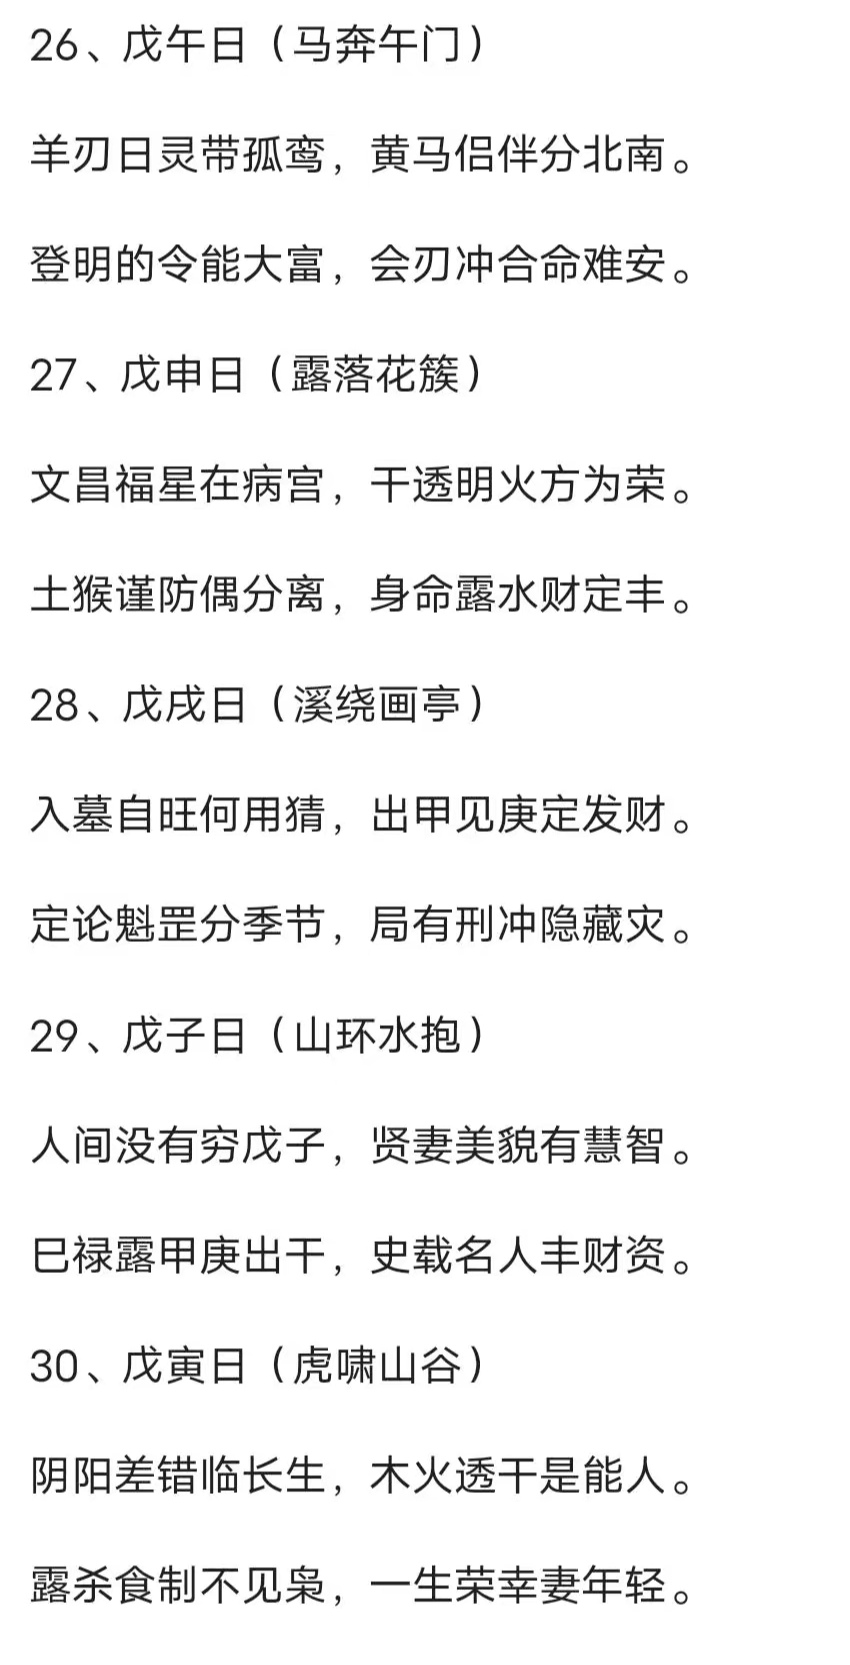 26、戊午日（马奔午门）
羊刃日灵带孤鸾，黄马侣伴分北南。
登明的令能大富，会刃冲合命难安。
27、戊申日（露落花簇）
文昌福星在病宫，干透明火方为荣。
土猴谨防偶分离，身命露水财定丰。
28、戊戌日（溪绕画亭）
入墓自旺何用猜，出甲见庚定发财。
定论魁罡分季节，局有刑冲隐藏灾。
29、戊子日（山环水抱）
人间没有穷戊子，贤妻美貌有慧智。
巳禄露甲庚出干，史载名人丰财资。
30、戊寅日（虎啸山谷）
阴阳差错临长生，木火透干是能人。
露杀食制不见枭，一生荣幸妻年轻。